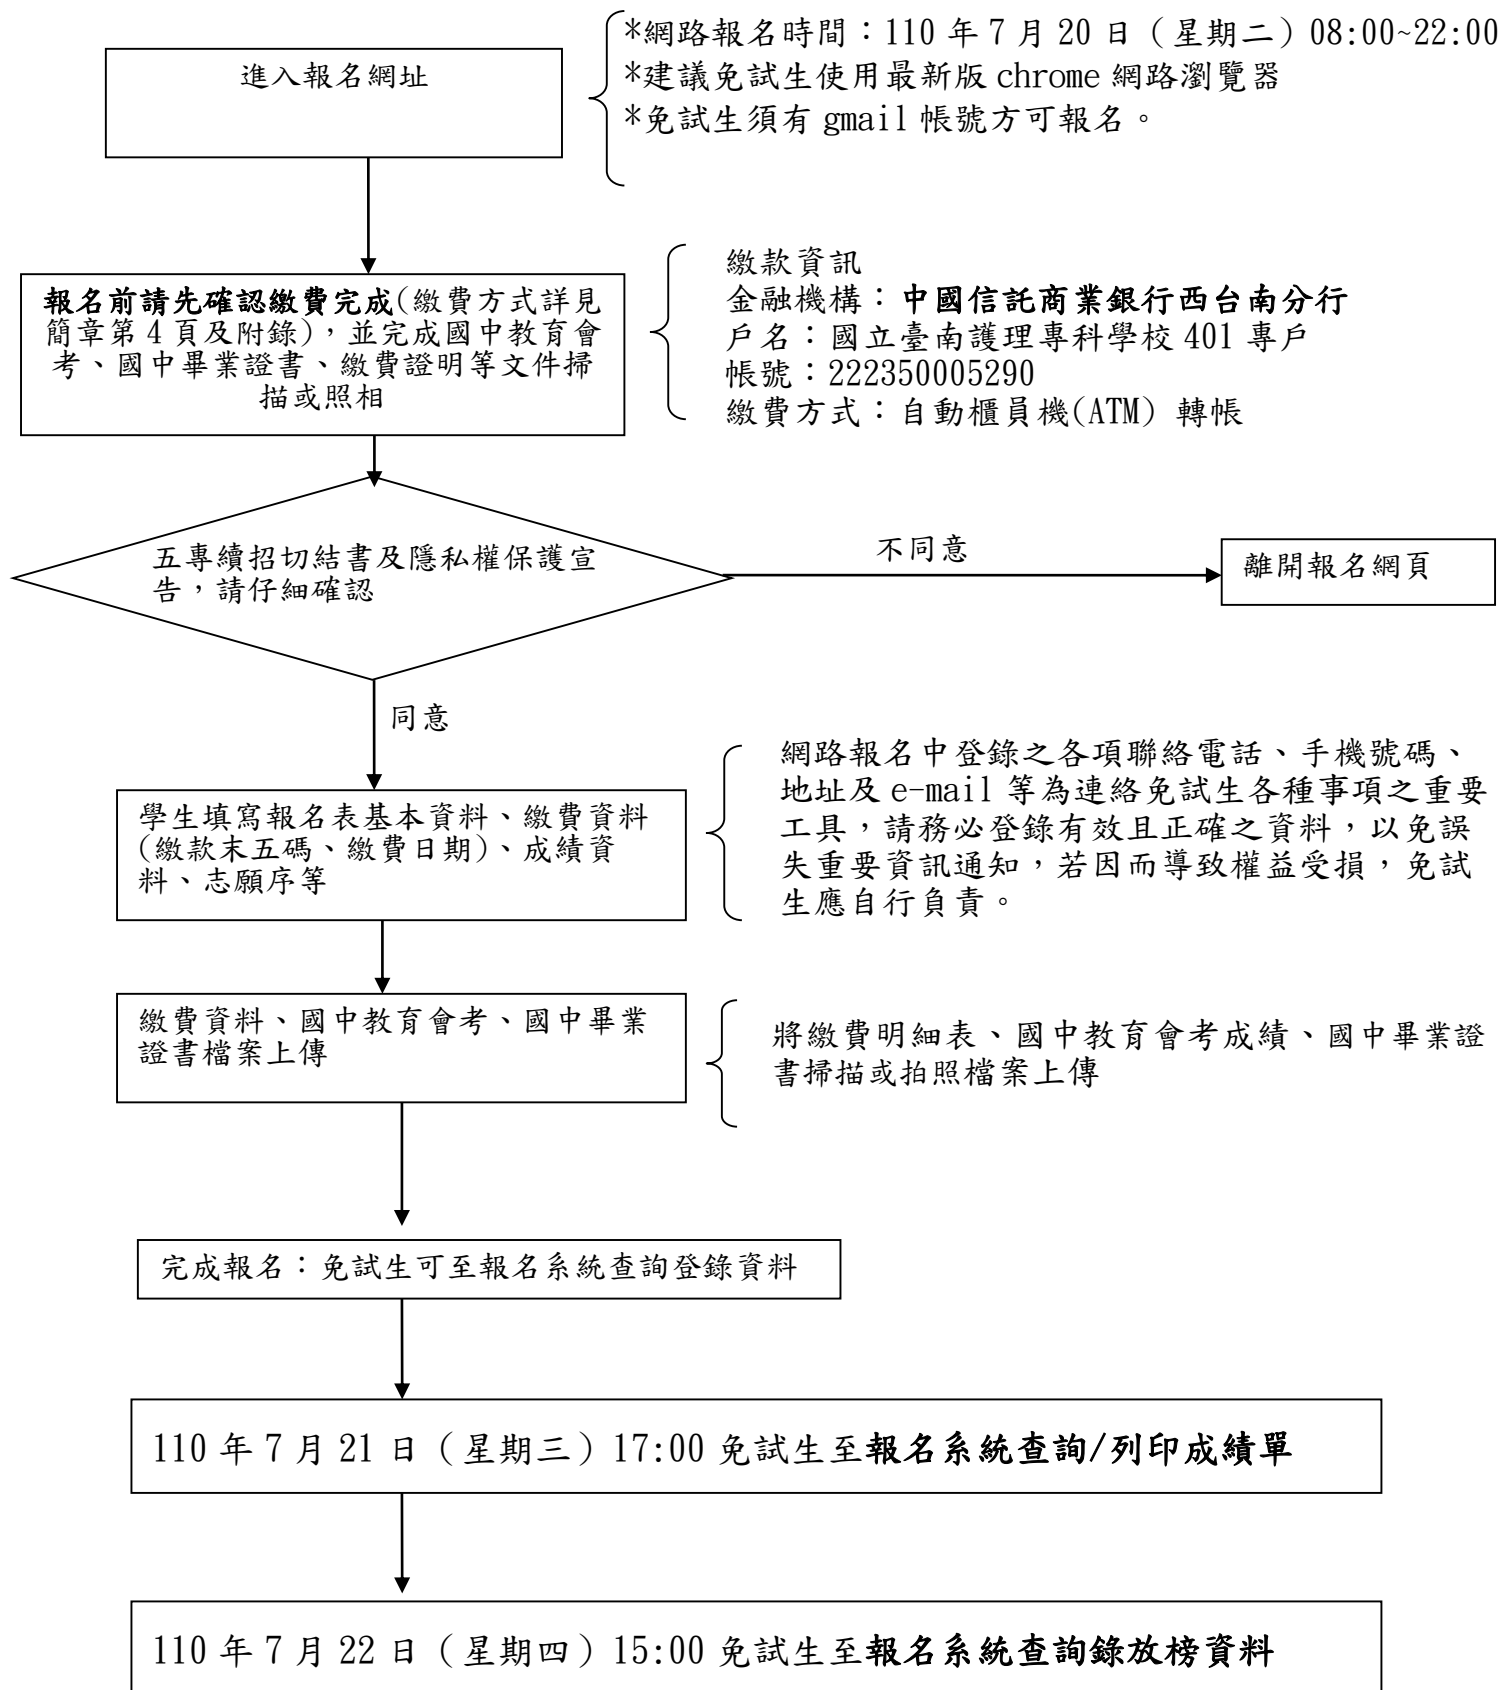 進入報名網址
*網路報名時間：110 年 7 月 20 日（星期二）08:00~22:00
*建議免試生使用最新版 chrome 網路瀏覽器
*免試生須有 gmail 帳號方可報名。
報名前請先確認繳費完成(繳費方式詳見
簡章第 4 頁及附錄)，並完成國中教育會
考、國中畢業證書、繳費證明等文件掃
描或照相
繳款資訊
金融機構：中國信託商業銀行西台南分行
戶名：國立臺南護理專科學校 401 專戶
帳號：222350005290
繳費方式：自動櫃員機(ATM) 轉帳
五專續招切結書及隱私權保護宣
告，請仔細確認
不同意
離開報名網頁
同意
學生填寫報名表基本資料、繳費資料
(繳款末五碼、繳費日期)、成績資
料、志願序等
網路報名中登錄之各項聯絡電話、手機號碼、
地址及 e-mail 等為連絡免試生各種事項之重要
工具，請務必登錄有效且正確之資料，以免誤
失重要資訊通知，若因而導致權益受損，免試
生應自行負責。
繳費資料、國中教育會考、國中畢業
證書檔案上傳
將繳費明細表、國中教育會考成績、國中畢業證
書掃描或拍照檔案上傳
完成報名：免試生可至報名系統查詢登錄資料
110 年 7 月 21 日（星期三）17:00 免試生至報名系統查詢/列印成績單
110 年 7 月 22 日（星期四）15:00 免試生至報名系統查詢錄放榜資料